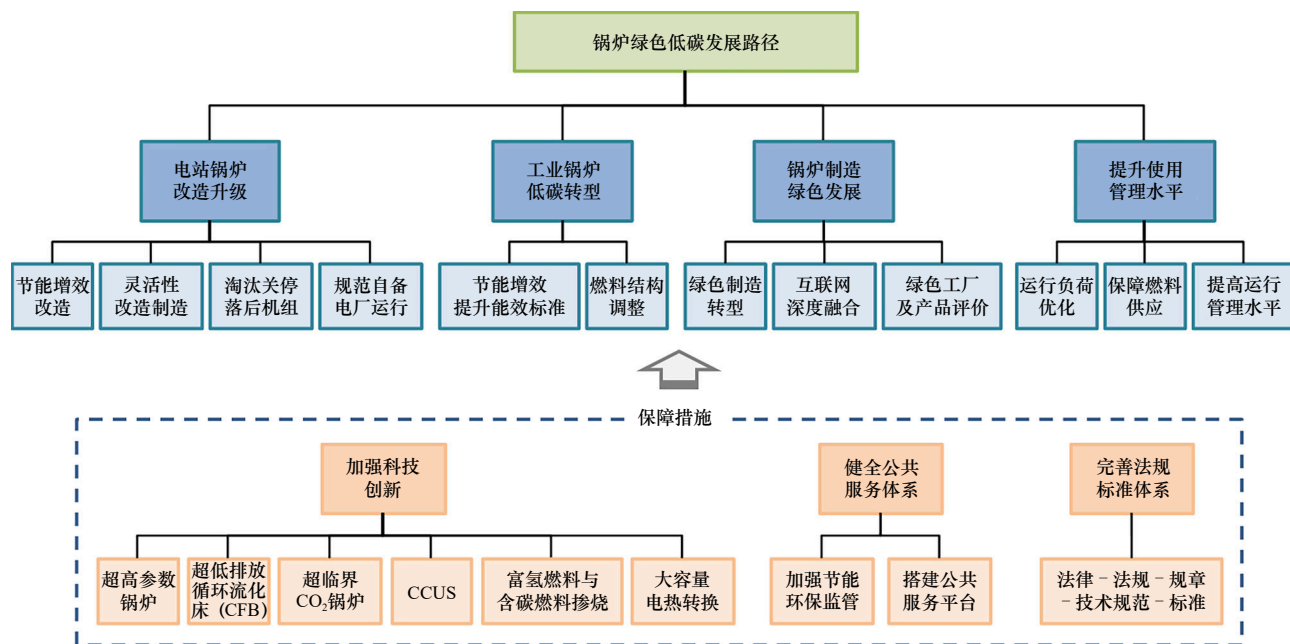 锅炉绿色低碳发展路径
电站锅炉
改造升级
工业锅炉
低碳转型
锅炉制造
绿色发展
提升使用
管理水平
节能增效
改造
灵活性
改造制造
淘汰关停
落后机组
规范自备
电厂运行
节能增效
提升能效标准
燃料结构
调整
绿色制造
转型
互联网
深度融合
绿色工厂
及产品评价
运行负荷
优化
保障燃料
供应
提高运行
管理水平
保障措施
加强科技
创新
健全公共
服务体系
完善法规
标准体系
超高参数
锅炉
超低排放
循环流化
床 (CFB)
超临界
CO₂锅炉
CCUS
富氢燃料与
含碳燃料掺烧
大容量
电热转换
加强节能
环保监管
搭建公共
服务平台
法律－法规－规章
－技术规范－标准